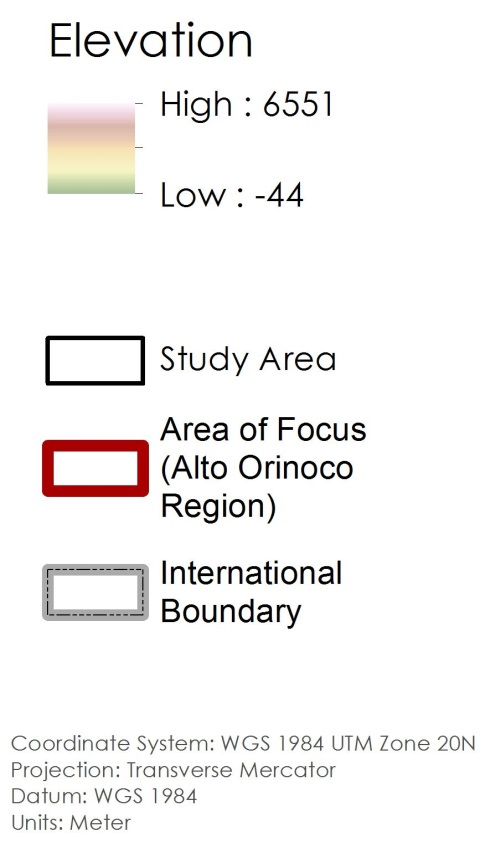 Elevation
High : 6551
Low : -44
Study Area
Area of Focus
(Alto Orinoco
Region)
International
Boundary
Coordinate System: WGS 1984 UTM Zone 20N
Projection: Transverse Mercator
Datum: WGS 1984
Units: Meter